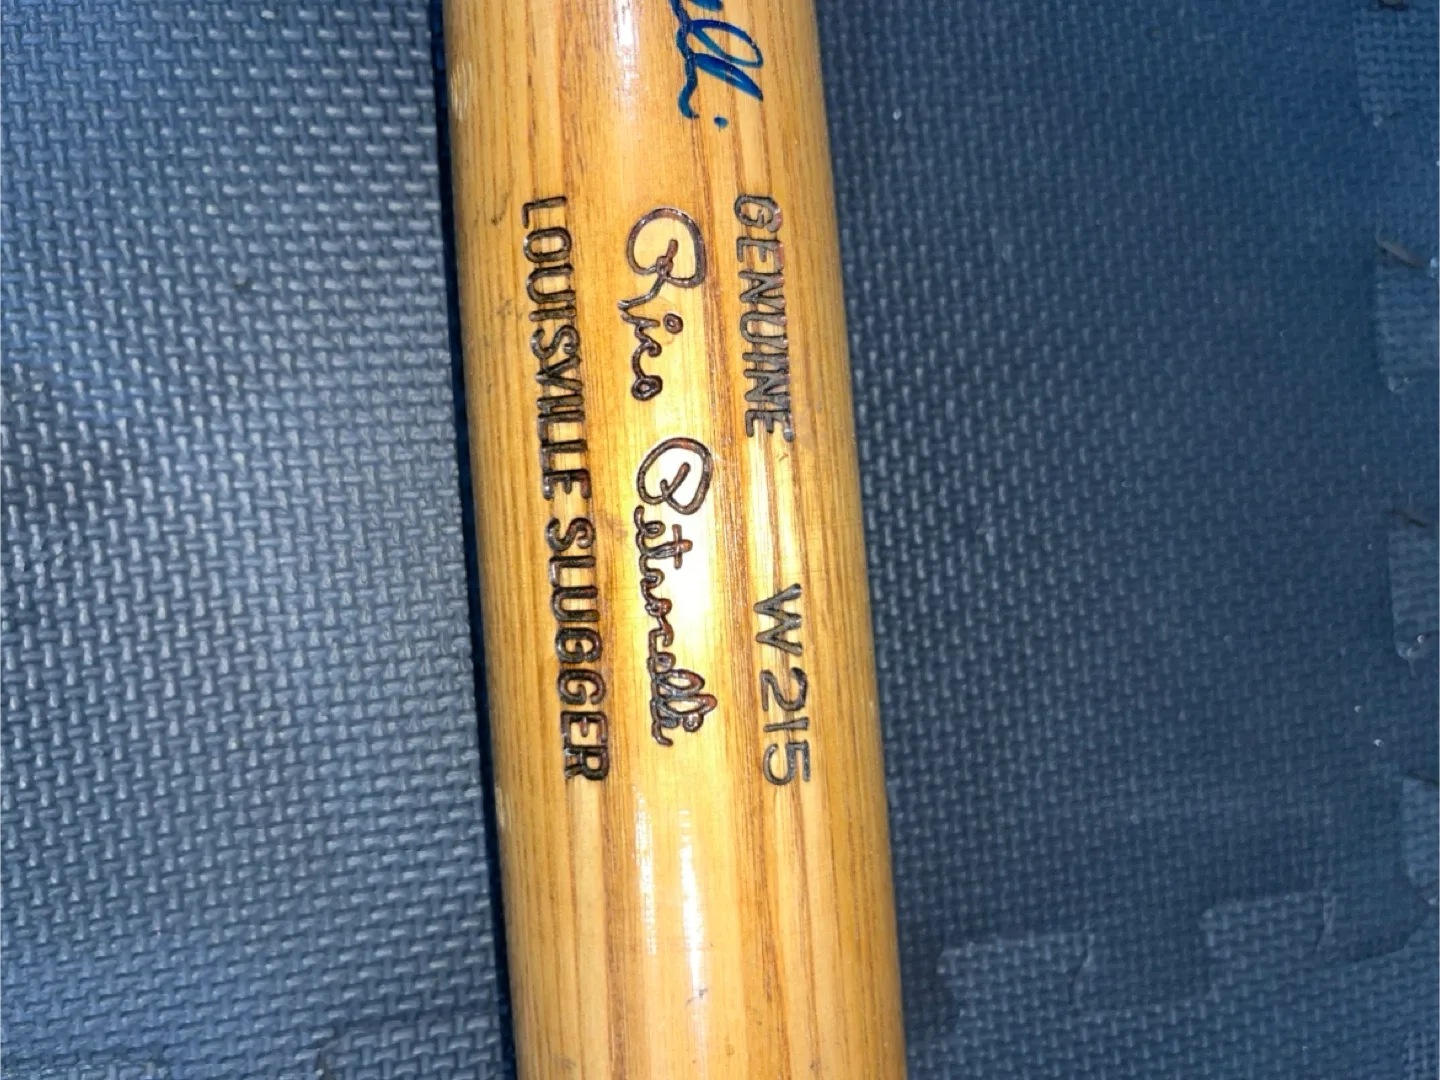 GENUINE W215
Rico Petrocelli
LOUISVILLE SLUGGER